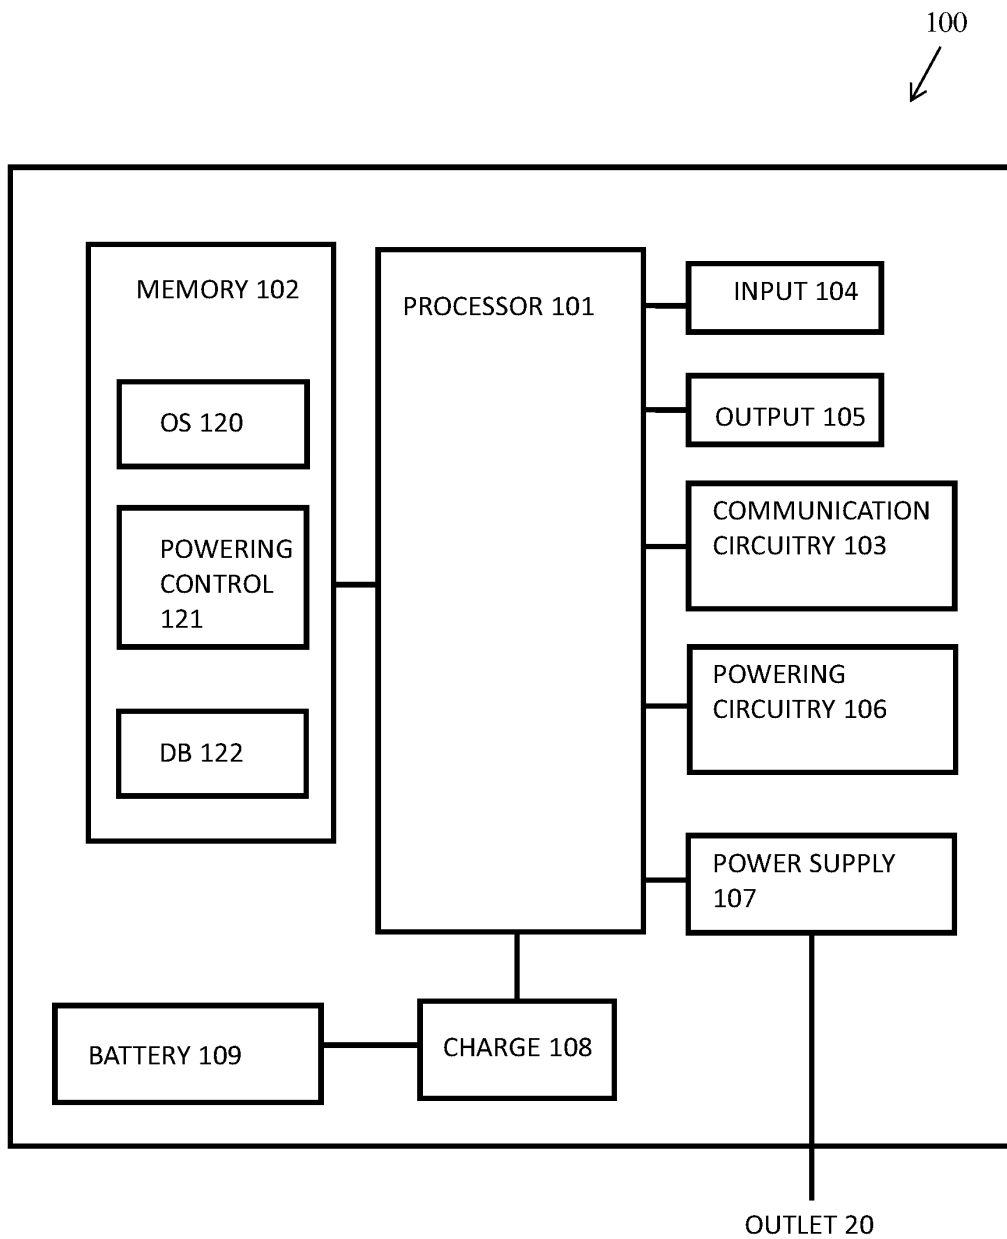 100
MEMORY 102
OS 120
POWERING
CONTROL
121
DB 122
PROCESSOR 101
INPUT 104
OUTPUT 105
COMMUNICATION
CIRCUITRY 103
POWERING
CIRCUITRY 106
POWER SUPPLY
107
BATTERY 109
CHARGE 108
OUTLET 20